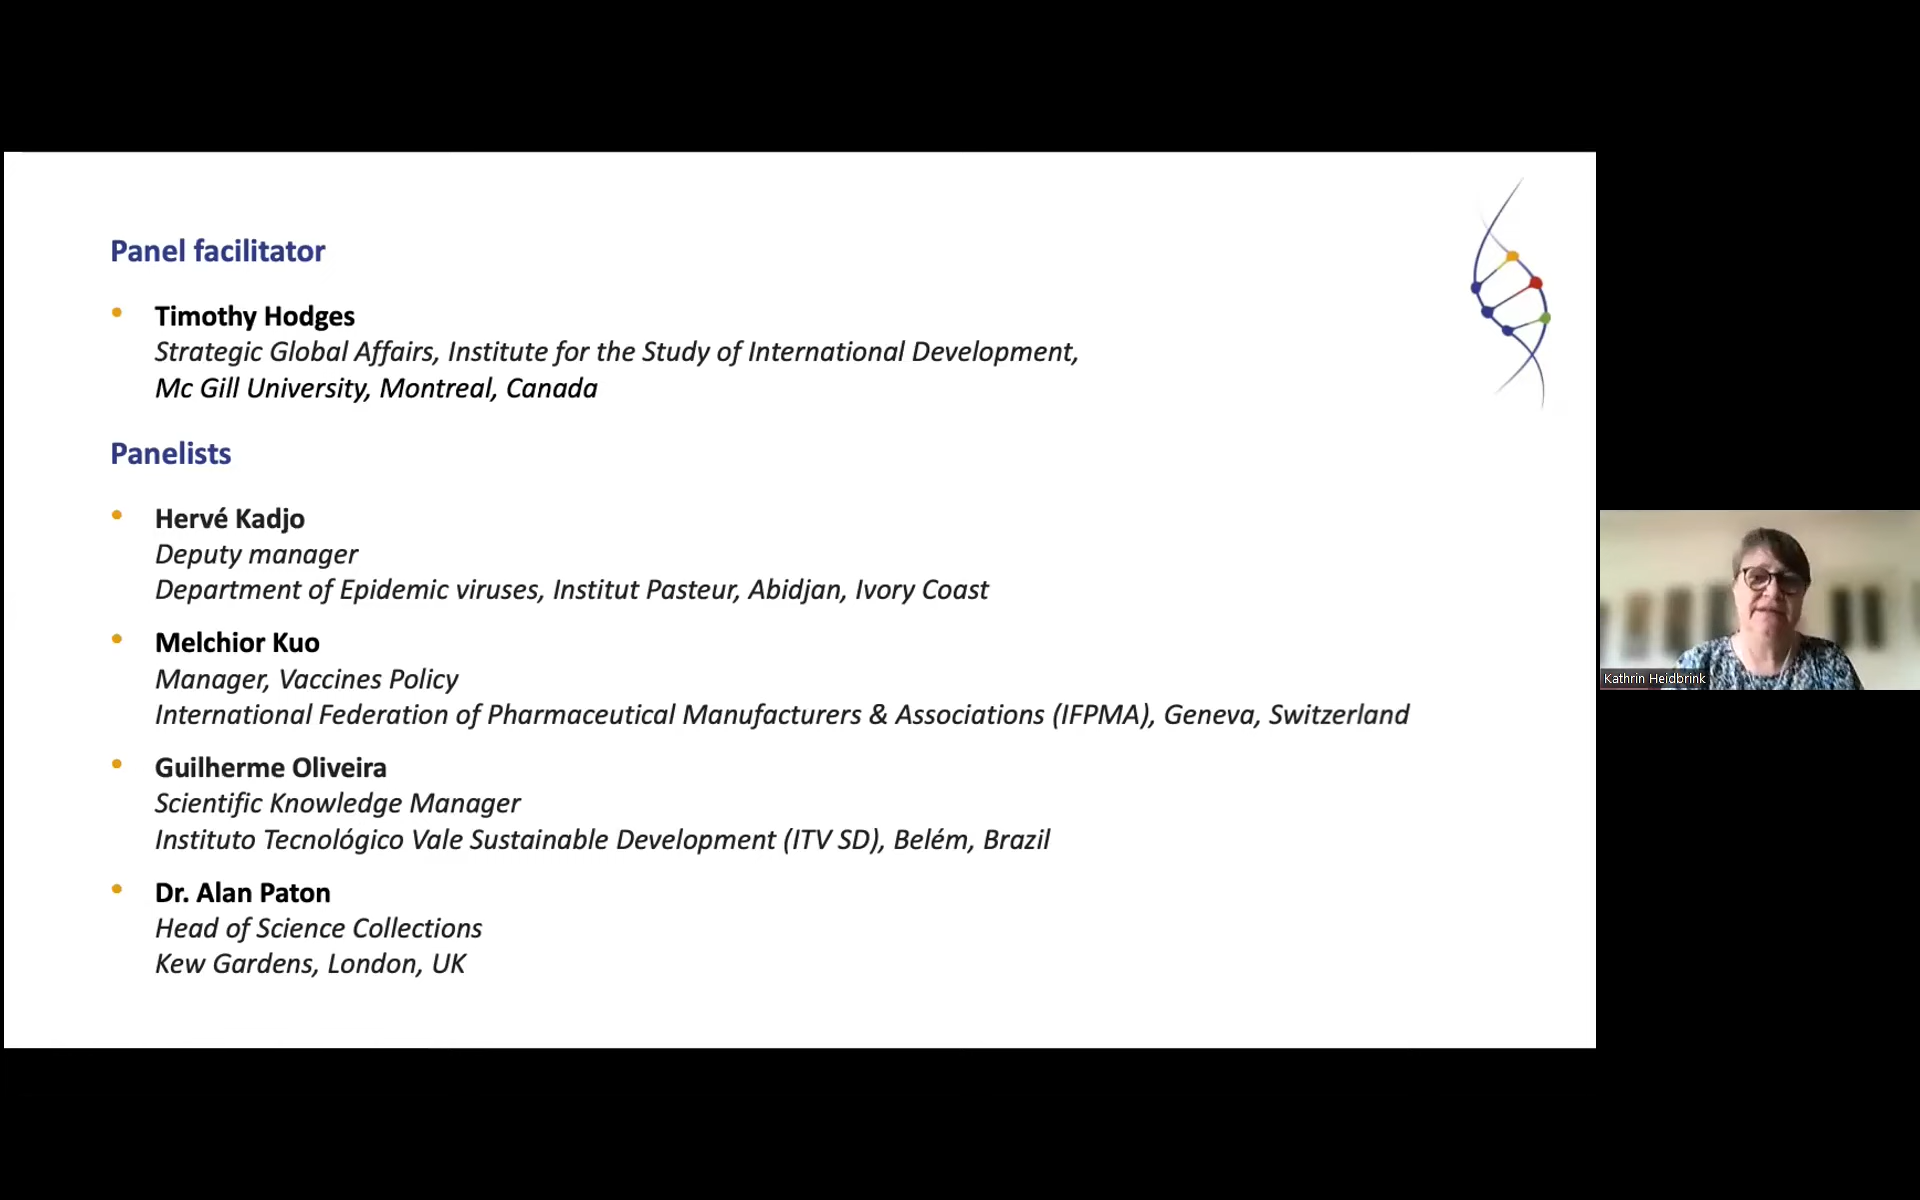 Panel facilitator
• Timothy Hodges
Strategic Global Affairs, Institute for the Study of International Development,
Mc Gill University, Montreal, Canada
Panelists
• Hervé Kadjo
Deputy manager
Department of Epidemic viruses, Institut Pasteur, Abidjan, Ivory Coast
• Melchior Kuo
Manager, Vaccines Policy
International Federation of Pharmaceutical Manufacturers & Associations (IFPMA), Geneva, Switzerland
• Guilherme Oliveira
Scientific Knowledge Manager
Instituto Tecnológico Vale Sustainable Development (ITV SD), Belém, Brazil
• Dr. Alan Paton
Head of Science Collections
Kew Gardens, London, UK
Kathrin Heidbrink